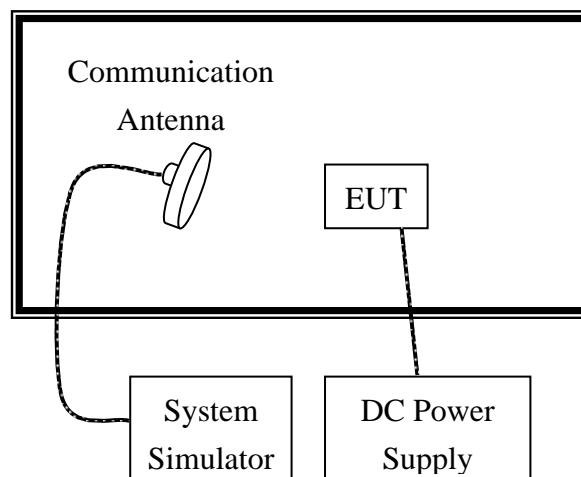 Communication
Antenna
EUT
System
Simulator
DC Power
Supply